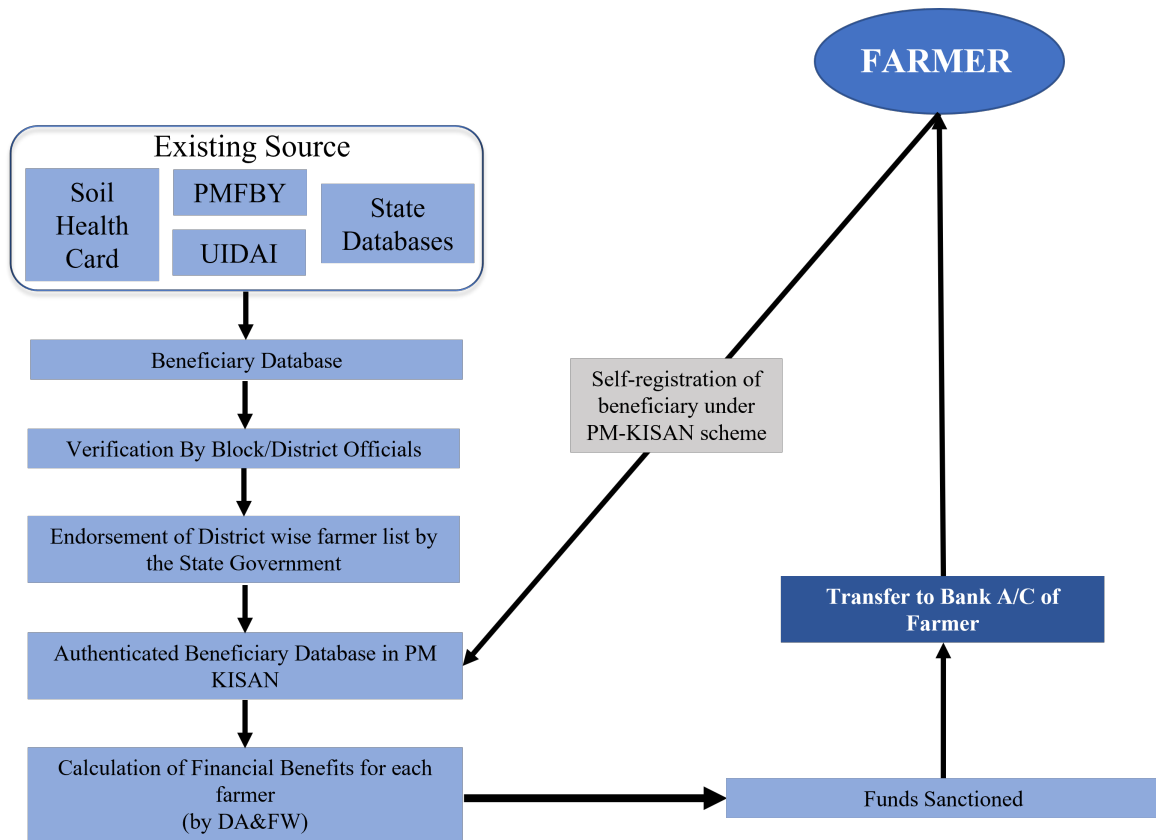 FARMER
Existing Source
Soil
Health
Card
PMFBY
UIDAI
State
Databases
Beneficiary Database
Verification By Block/District Officials
Endorsement of District wise farmer list by
the State Government
Authenticated Beneficiary Database in PM
KISAN
Calculation of Financial Benefits for each
farmer
(by DA&FW)
Self-registration of
beneficiary under
PM-KISAN scheme
Transfer to Bank A/C of
Farmer
Funds Sanctioned